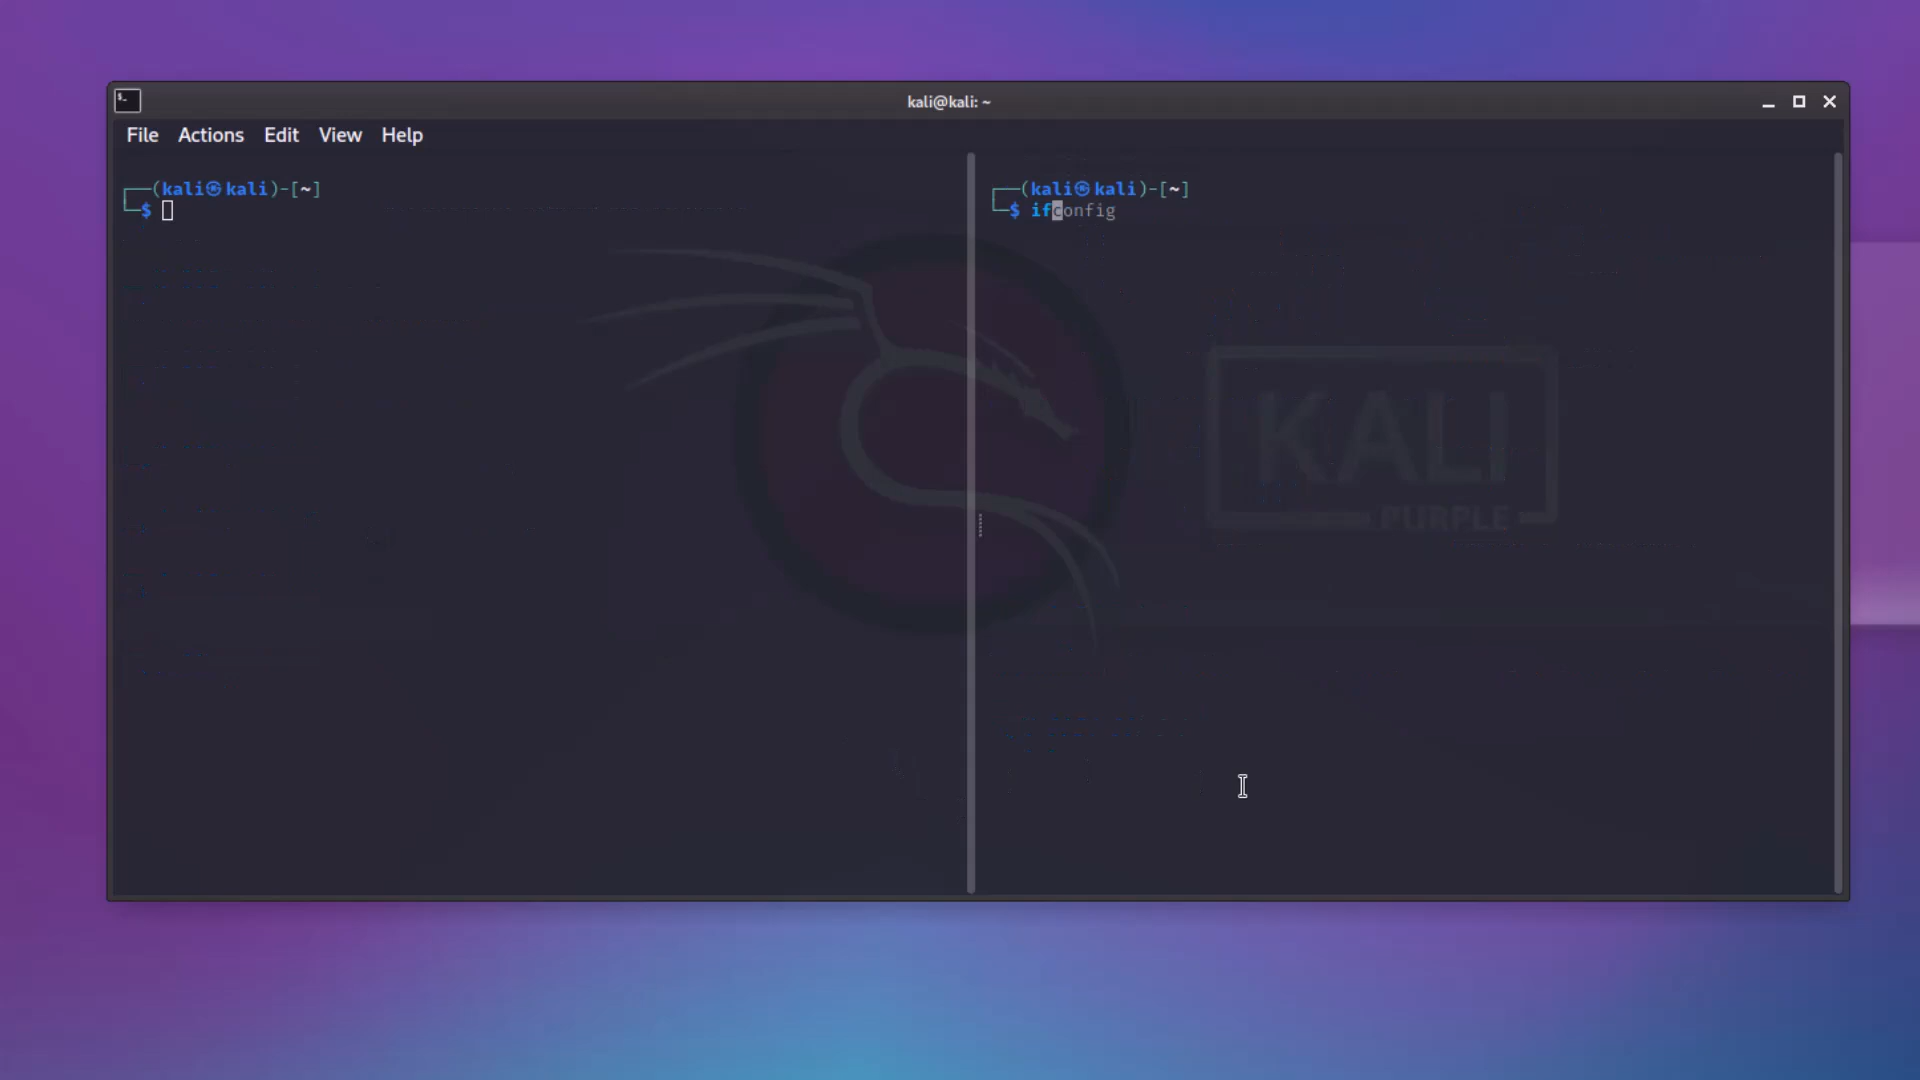 kali@kali: ~
File Actions Edit View Help
┌──(kali㉿kali)-[~]
└─$
┌──(kali㉿kali)-[~]
└─$ ifconfig
KALI
PURPLE